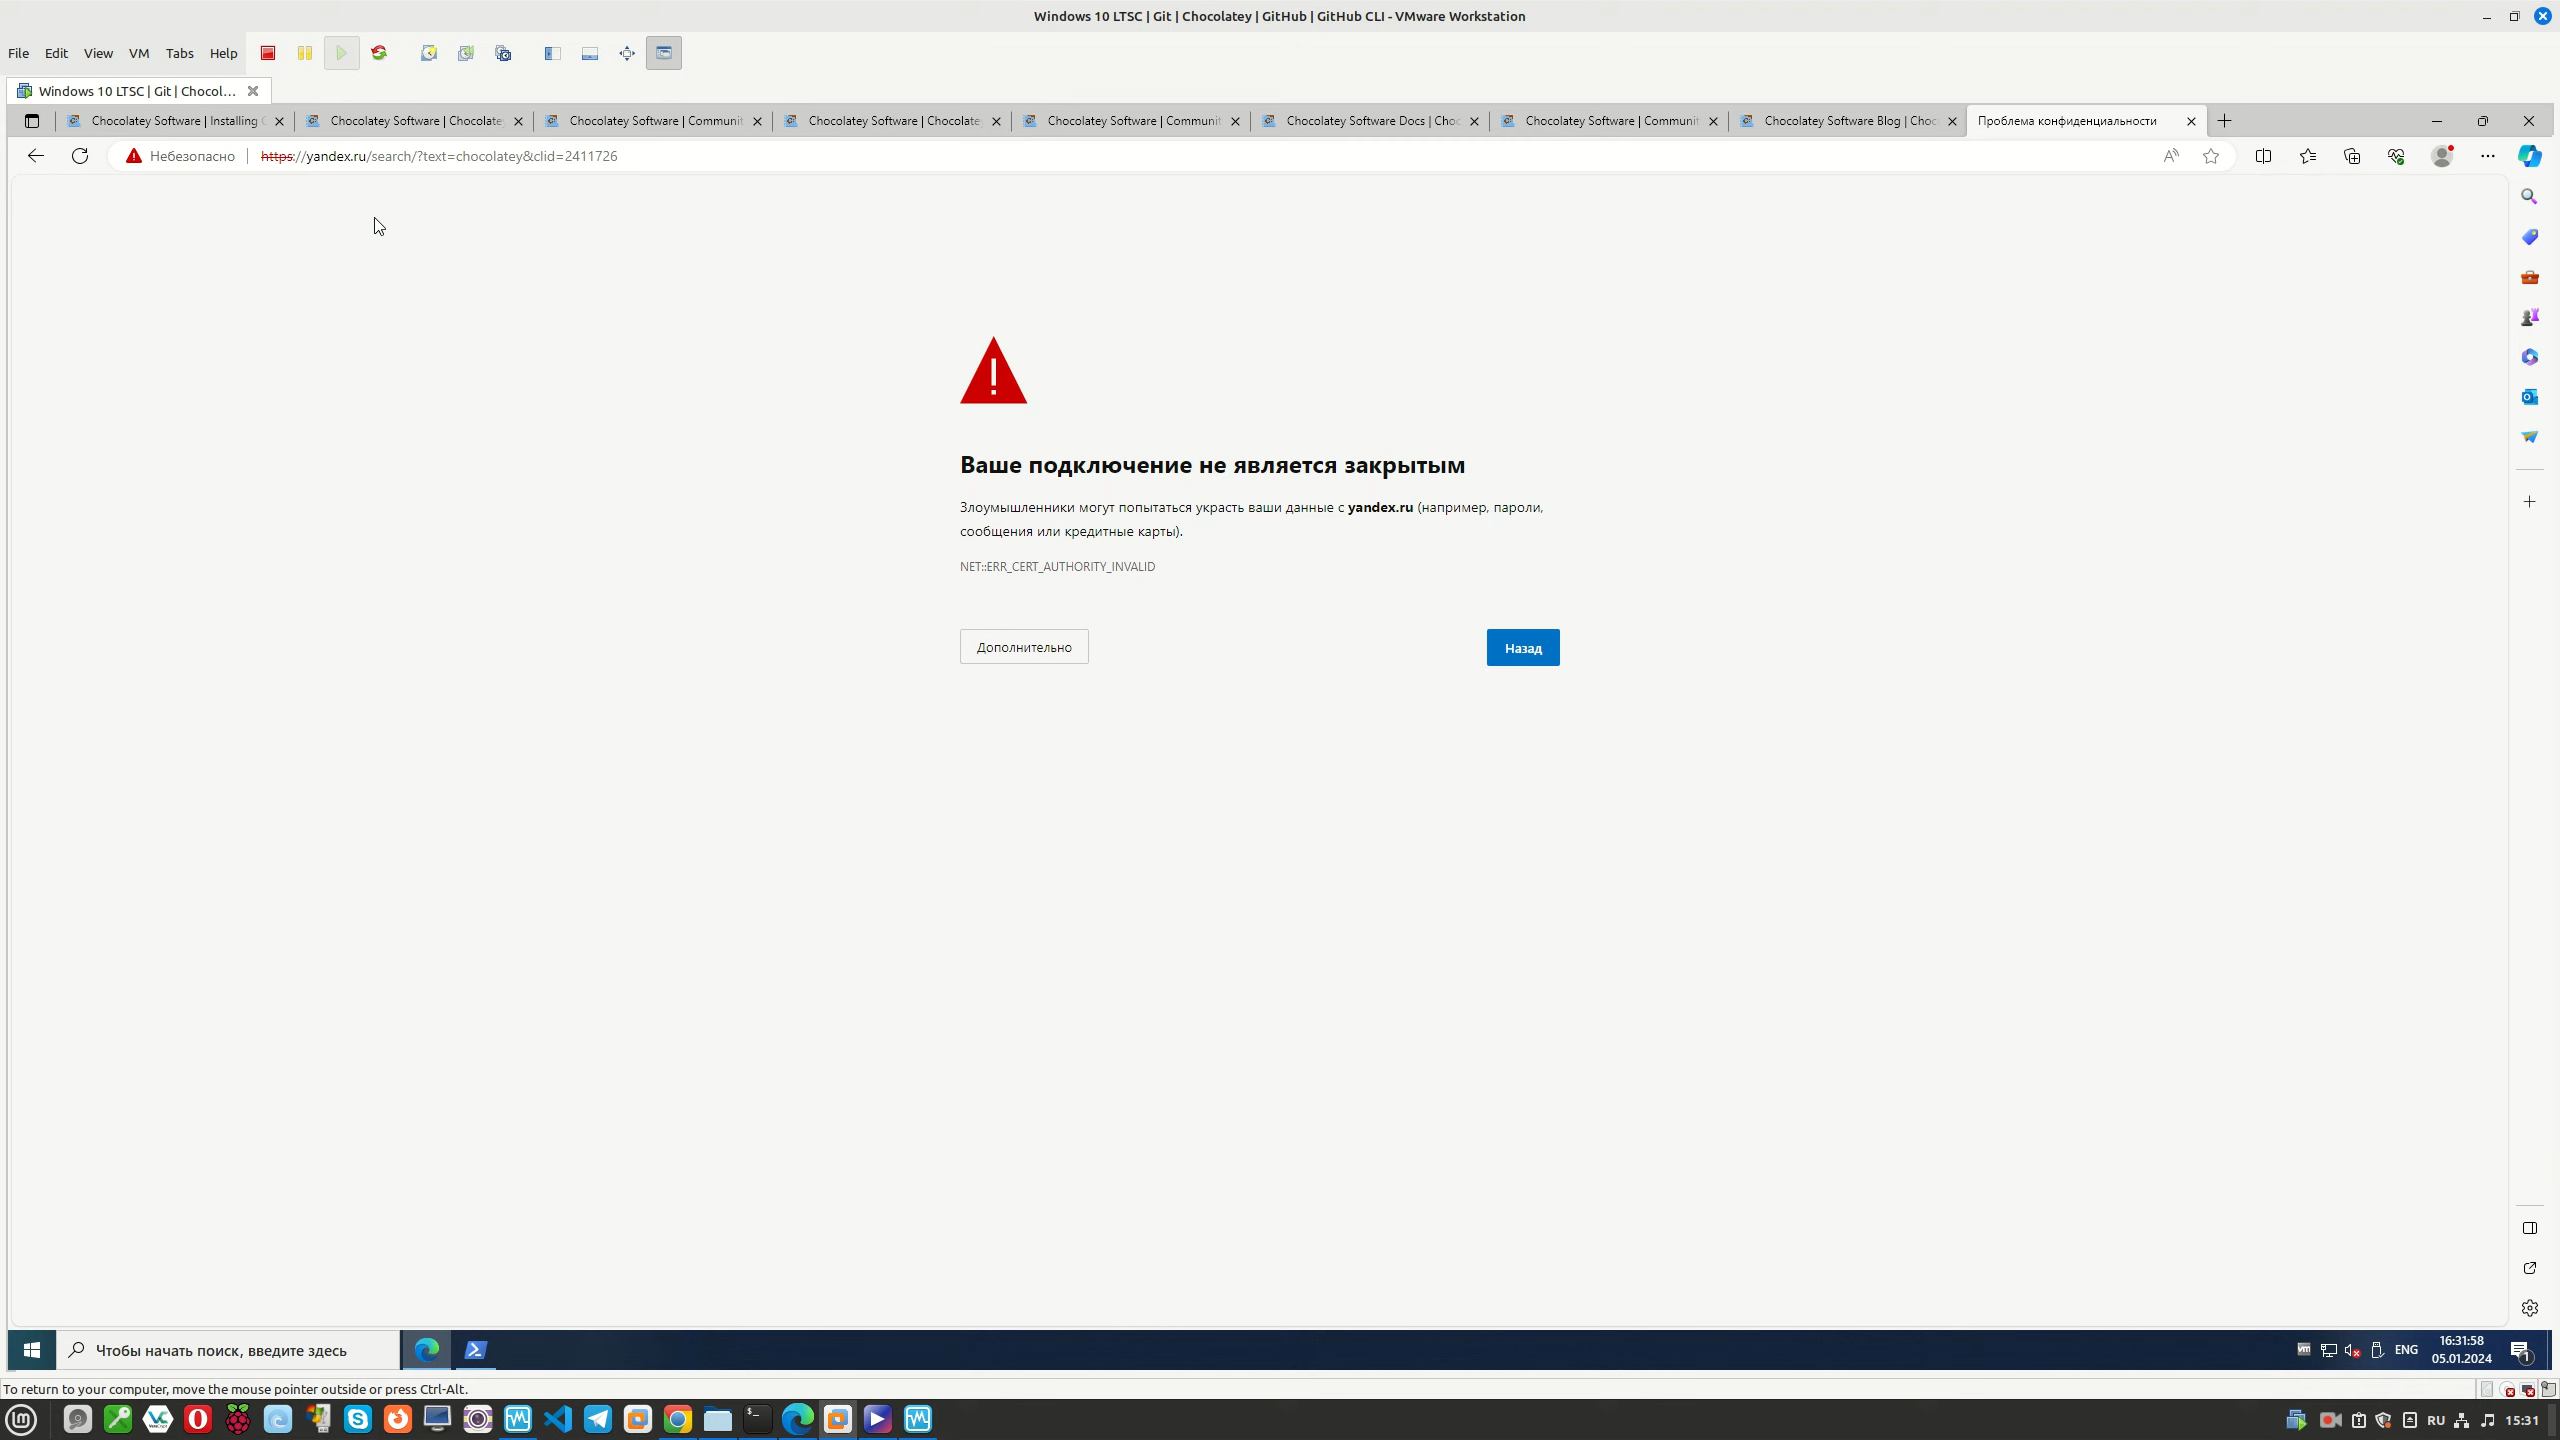 Windows 10 LTSC | Git | Chocolatey | GitHub | GitHub CLI - VMware Workstation
File Edit View VM Tabs Help
Windows 10 LTSC | Git | Chocol...
Chocolatey Software | Installing Chocolatey Software | Chocolate Chocolatey Software | Communit Chocolatey Software | Chocolate Chocolatey Software | Communit Chocolatey Software Docs | Choc Chocolatey Software | Communit Chocolatey Software Blog | Choc Проблема конфиденциальности
Небезопасно https://yandex.ru/search/?text=chocolatey&clid=2411726
Ваше подключение не является закрытым
Злоумышленники могут попытаться украсть ваши данные с yandex.ru (например, пароли,
сообщения или кредитные карты).
NET::ERR_CERT_AUTHORITY_INVALID
Дополнительно Назад
Чтобы начать поиск, введите здесь
ENG
16:31:58
05.01.2024
1
To return to your computer, move the mouse pointer outside or press Ctrl-Alt.
RU 15:31